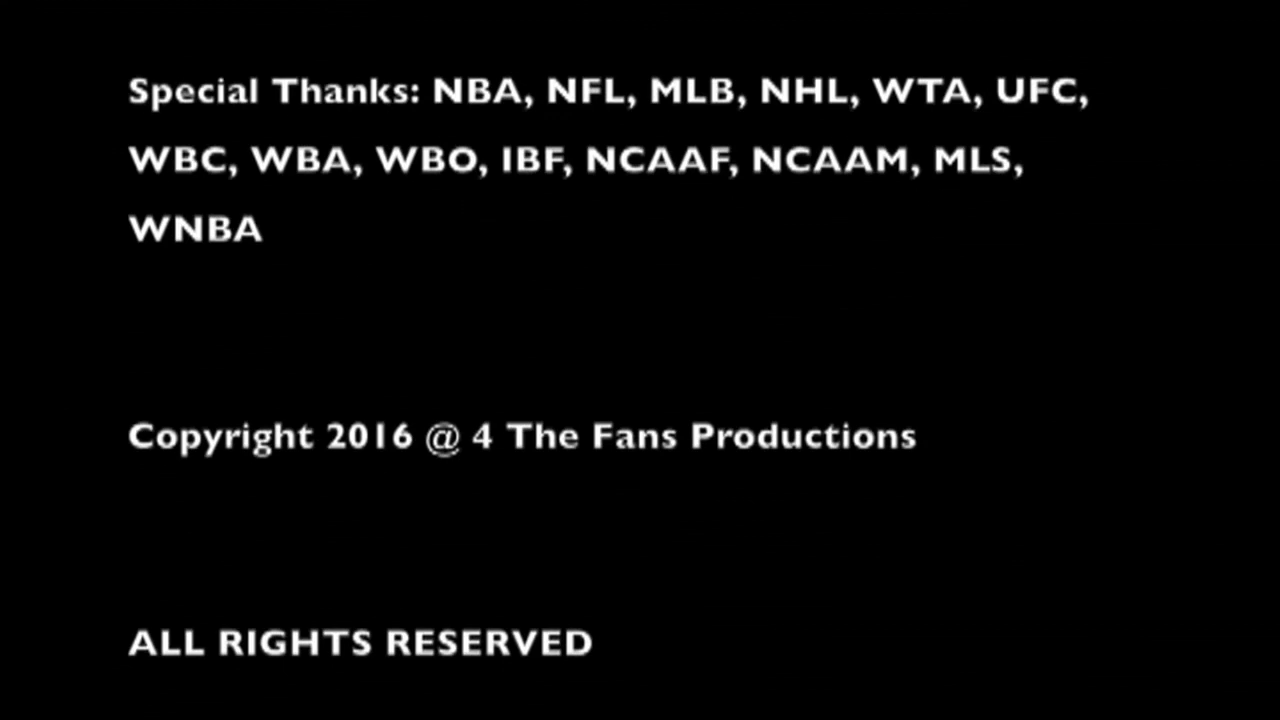 Special Thanks: NBA, NFL, MLB, NHL, WTA, UFC,
WBC, WBA, WBO, IBF, NCAAF, NCAAM, MLS,
WNBA
Copyright 2016 @ 4 The Fans Productions
ALL RIGHTS RESERVED